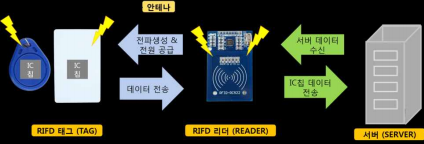 안테나
IC
칩
IC
칩
전파생성 &
전원 공급
데이터 전송
서버 데이터
수신
IC칩 데이터
전송
RIFD 태그 (TAG)
RIFD 리더 (READER)
서버 (SERVER)